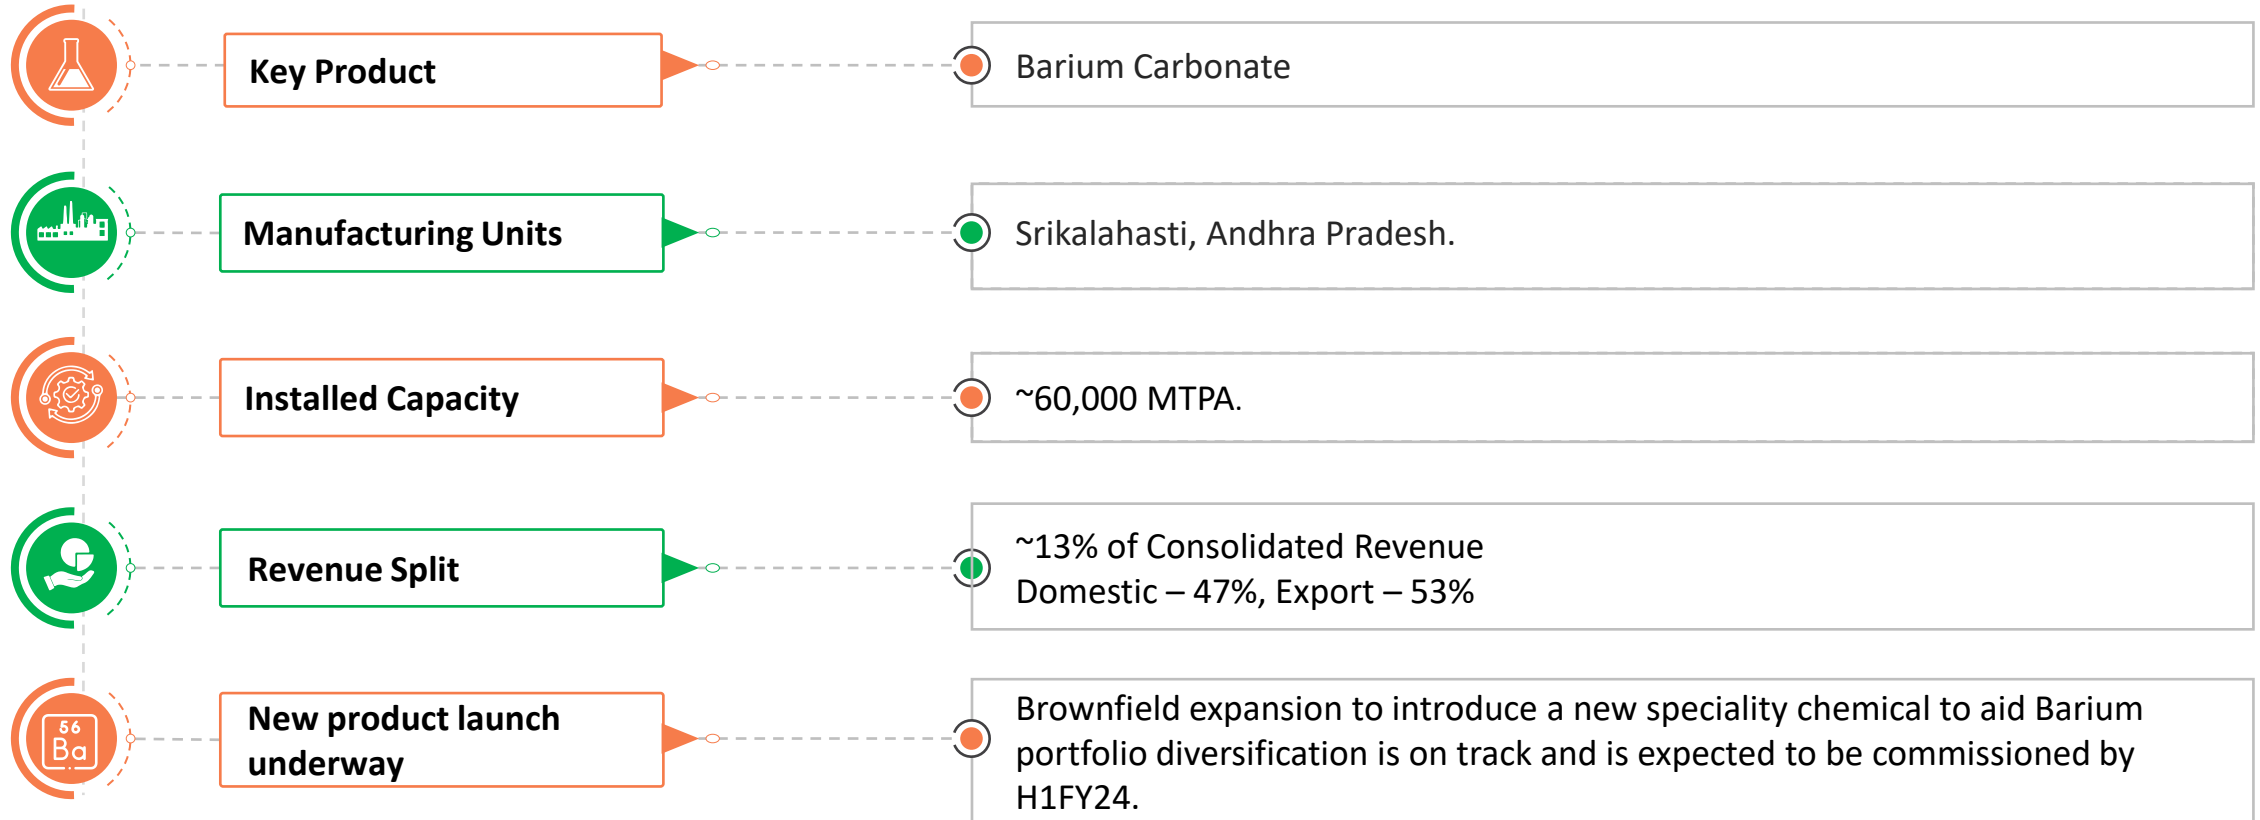 Key Product
Barium Carbonate
Manufacturing Units
Srikalahasti, Andhra Pradesh.
Installed Capacity
~60,000 MTPA.
Revenue Split
~13% of Consolidated Revenue
Domestic – 47%, Export – 53%
56
Ba
New product launch
underway
Brownfield expansion to introduce a new speciality chemical to aid Barium
portfolio diversification is on track and is expected to be commissioned by
H1FY24.